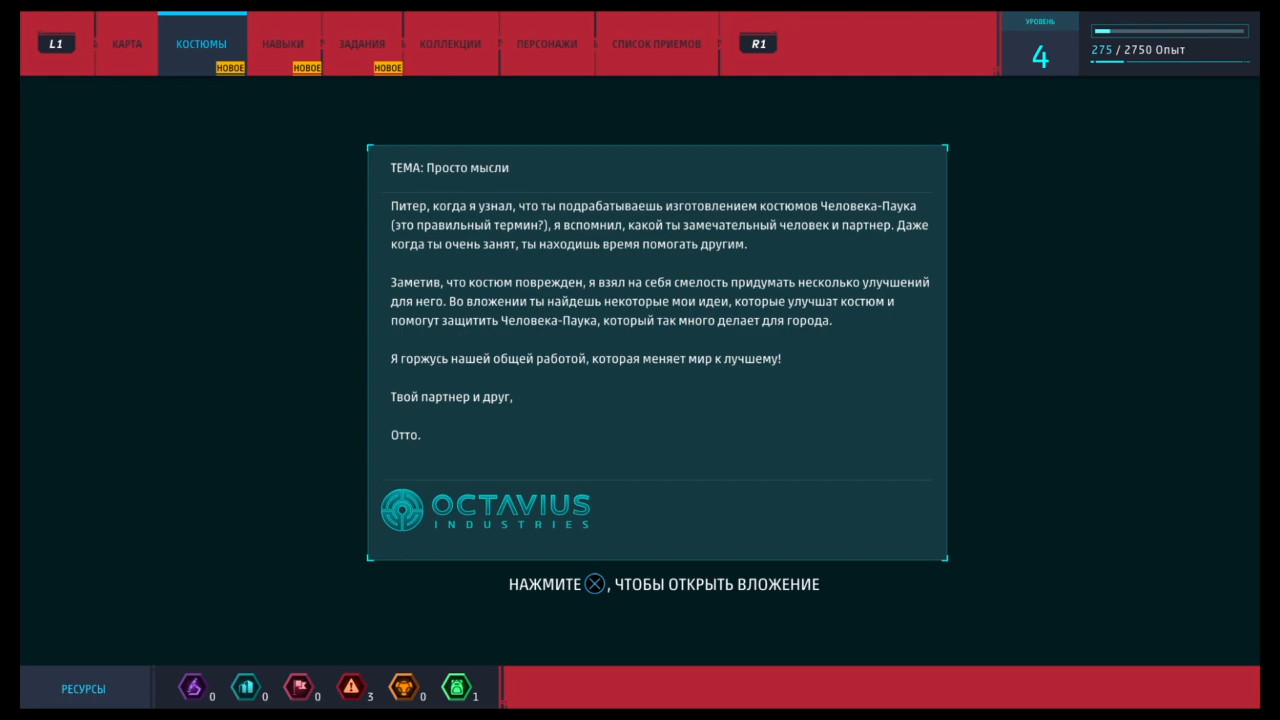 L1
КАРТА
КОСТЮМЫ
НОВОЕ
НАВЫКИ
НОВОЕ
ЗАДАНИЯ
НОВОЕ
КОЛЛЕКЦИИ
ПЕРСОНАЖИ
СПИСОК ПРИЕМОВ
R1
УРОВЕНЬ
4
275 / 2750 Опыт
ТЕМА: Просто мысли
Питер, когда я узнал, что ты подрабатываешь изготовлением костюмов Человека-Паука
(это правильный термин?), я вспомнил, какой ты замечательный человек и партнер. Даже
когда ты очень занят, ты находишь время помогать другим.
Заметив, что костюм поврежден, я взял на себя смелость придумать несколько улучшений
для него. Во вложении ты найдешь некоторые мои идеи, которые улучшат костюм и
помогут защитить Человека-Паука, который так много делает для города.
Я горжусь нашей общей работой, которая меняет мир к лучшему!
Твой партнер и друг,
Отто.
OCTAVIUS
INDUSTRIES
НАЖМИТЕ , ЧТОБЫ ОТКРЫТЬ ВЛОЖЕНИЕ
РЕСУРСЫ
0
0
0
3
0
1